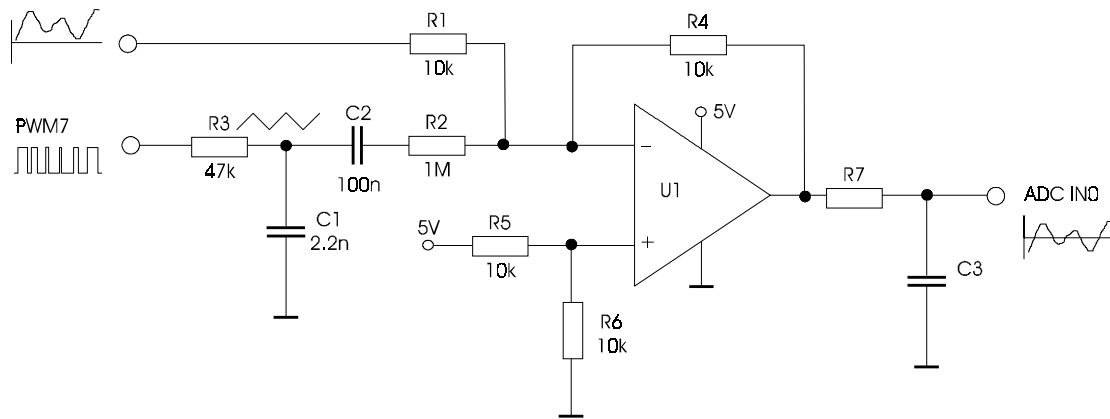 R1
10k
R4
10k
PWM7
R3
47k
C2
100n
R2
1M
5V
U1
R7
ADC IN0
C1
2.2n
5V
R5
10k
C3
R6
10k
−
+